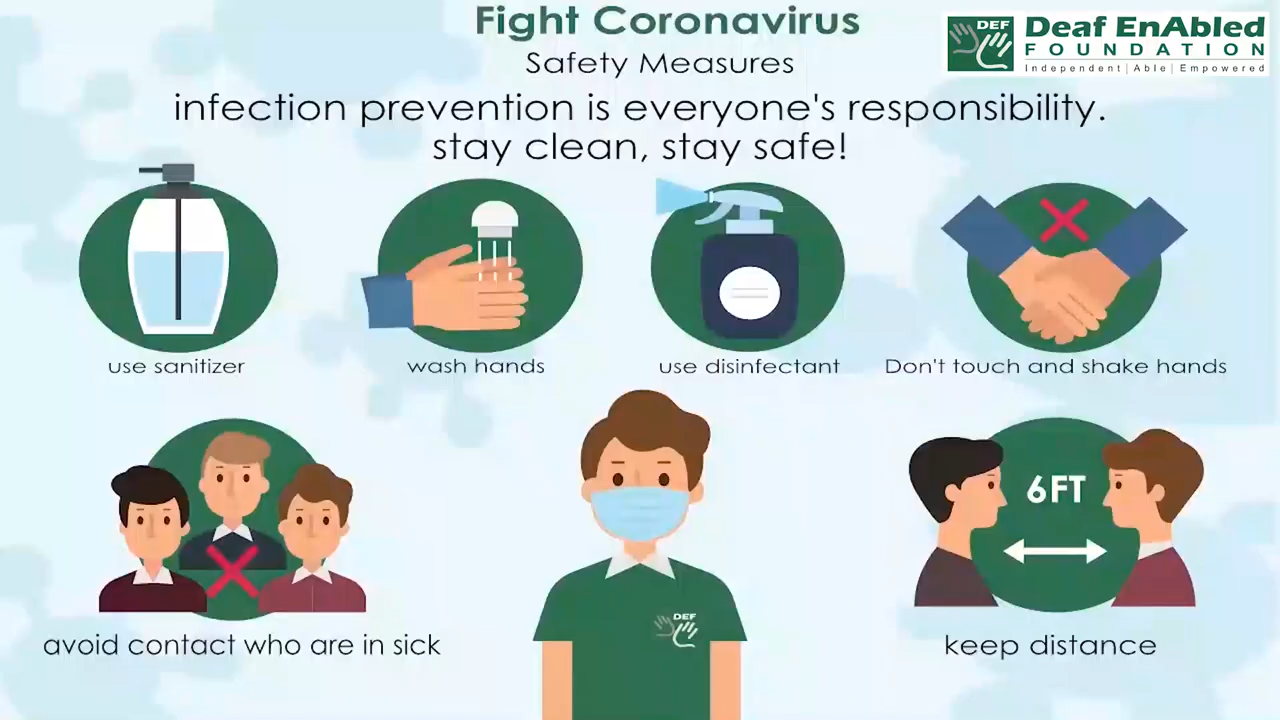 Fight Coronavirus
Safety Measures
DEF
Deaf EnAbled
FOUNDATION
Independent | Able | Empowered
infection prevention is everyone's responsibility.
stay clean, stay safe!
use sanitizer
wash hands
use disinfectant
Don't touch and shake hands
6FT
DEF
avoid contact who are in sick
keep distance